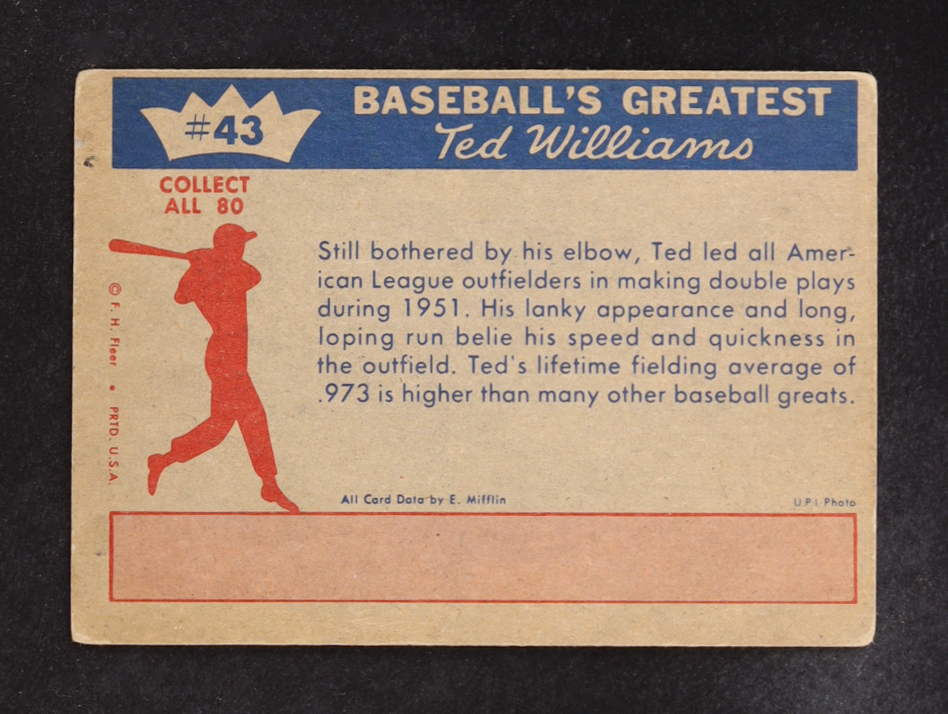 #43
BASEBALL'S GREATEST
Ted Williams
COLLECT
ALL 80
Still bothered by his elbow, Ted led all Amer-
ican League outfielders in making double plays
during 1951. His lanky appearance and long,
loping run belie his speed and quickness in
the outfield. Ted's lifetime fielding average of
.973 is higher than many other baseball greats.
© F. H. Fleer • PRTD. U.S.A.
All Card Data by E. Mifflin
U.P.I. Photo